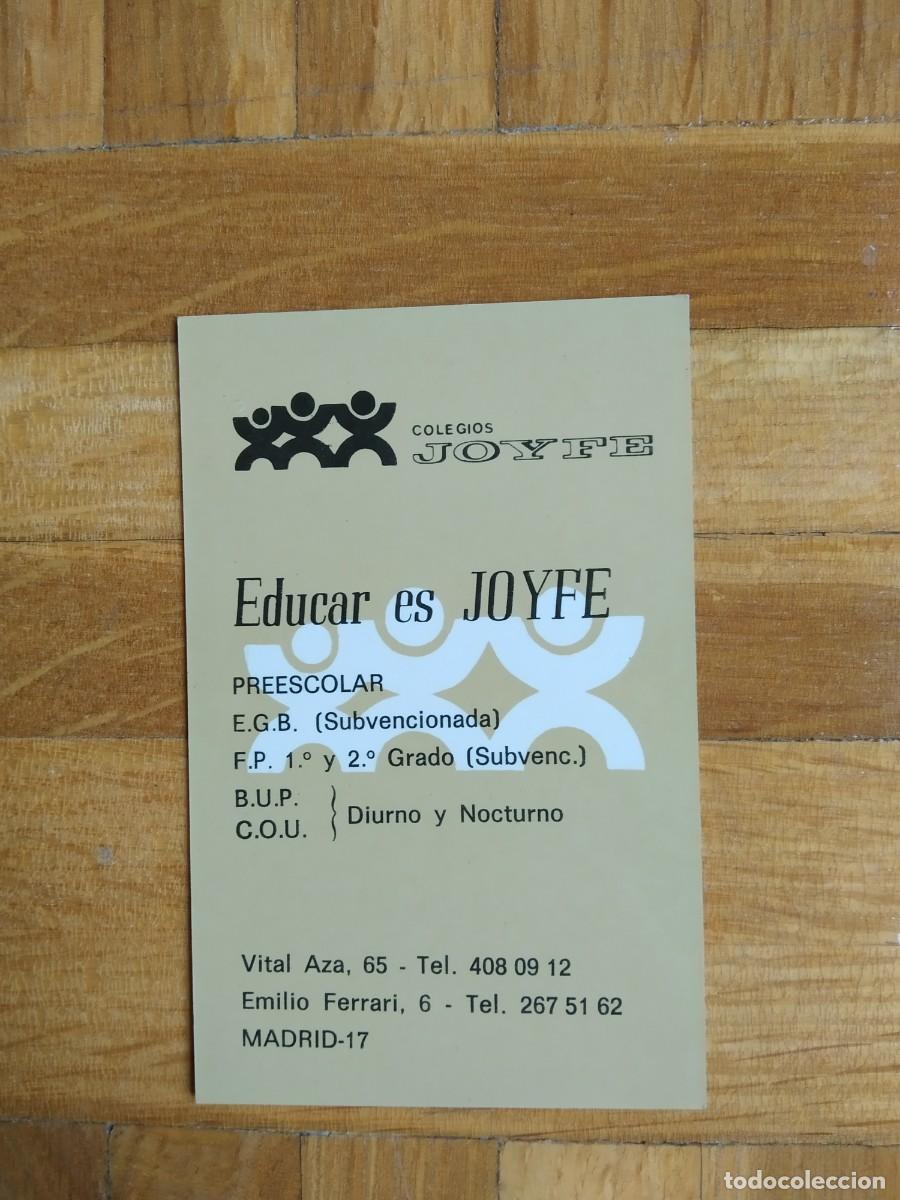 COLEGIOS
JOYFE
Educar es JOYFE
PREESCOLAR
E.G.B. (Subvencionada)
F.P. 1.º y 2.º Grado (Subvenc.)
B.U.P.
C.O.U.
Diurno y Nocturno
Vital Aza, 65 - Tel. 408 09 12
Emilio Ferrari, 6 - Tel. 267 51 62
MADRID-17
todocoleccion